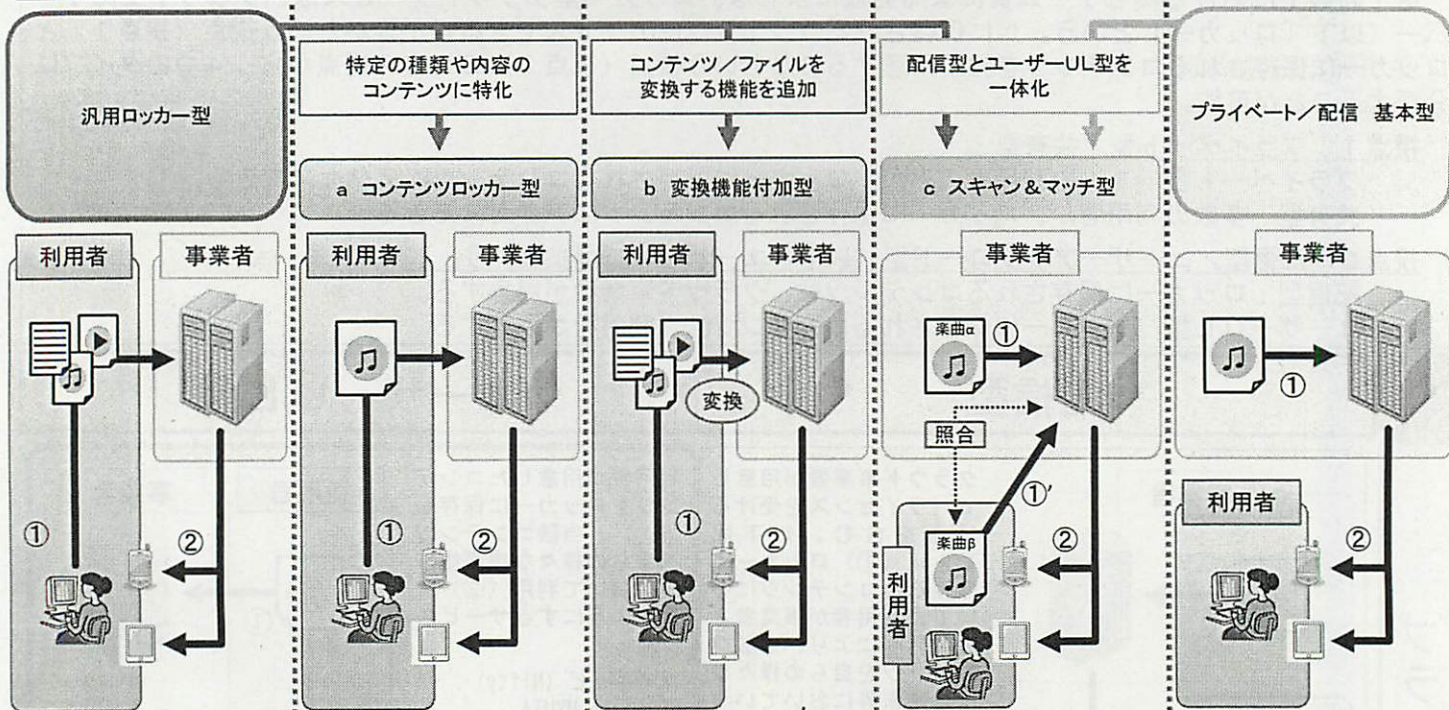 汎用ロッカー型
特定の種類や内容の
コンテンツに特化
コンテンツ／ファイルを
変換する機能を追加
配信型とユーザーUL型を
一体化
プライベート／配信 基本型
a コンテンツロッカー型
b 変換機能付加型
c スキャン＆マッチ型
利用者
事業者
①
②
利用者
事業者
①
②
利用者
事業者
変換
①
②
事業者
楽曲α
①
照合
①’
楽曲β
利用者
②
事業者
①
利用者
②